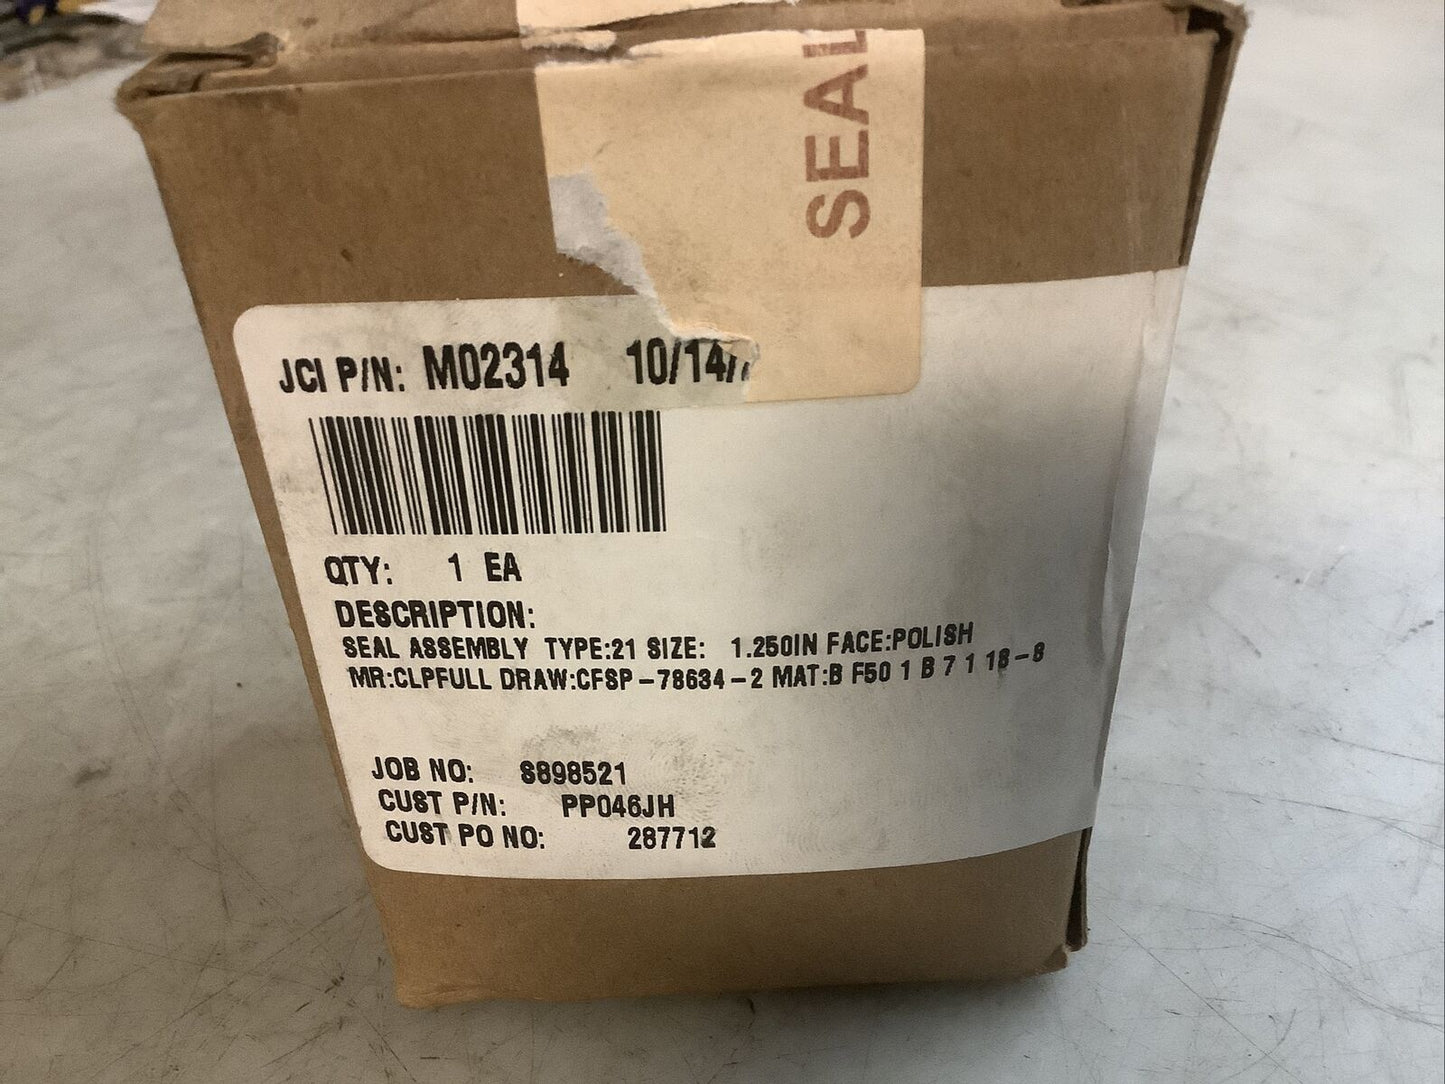 SEAL
JCI P/N: M02314 10/14/
QTY: 1 EA
DESCRIPTION:
SEAL ASSEMBLY TYPE:21 SIZE: 1.250IN FACE:POLISH
MR:CLPFULL DRAW:CFSP-78634-2 MAT:B F50 1 B 7 1 18-8
JOB NO: S898521
CUST P/N: PP046JH
CUST PO NO: 287712